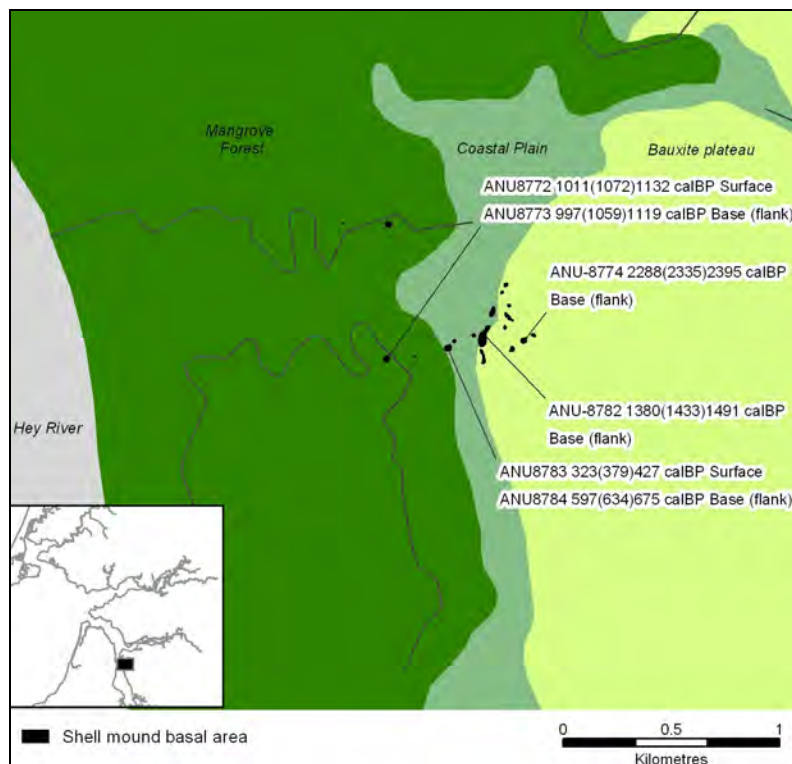 Mangrove
Forest
Coastal Plain
Bauxite plateau
ANU8772 1011(1072)1132 calBP Surface
ANU8773 997(1059)1119 calBP Base (flank)
ANU-8774 2288(2335)2395 calBP
Base (flank)
Hey River
ANU-8782 1380(1433)1491 calBP
Base (flank)
ANU8783 323(379)427 calBP Surface
ANU8784 597(634)675 calBP Base (flank)
Shell mound basal area
0 0.5 1
Kilometres